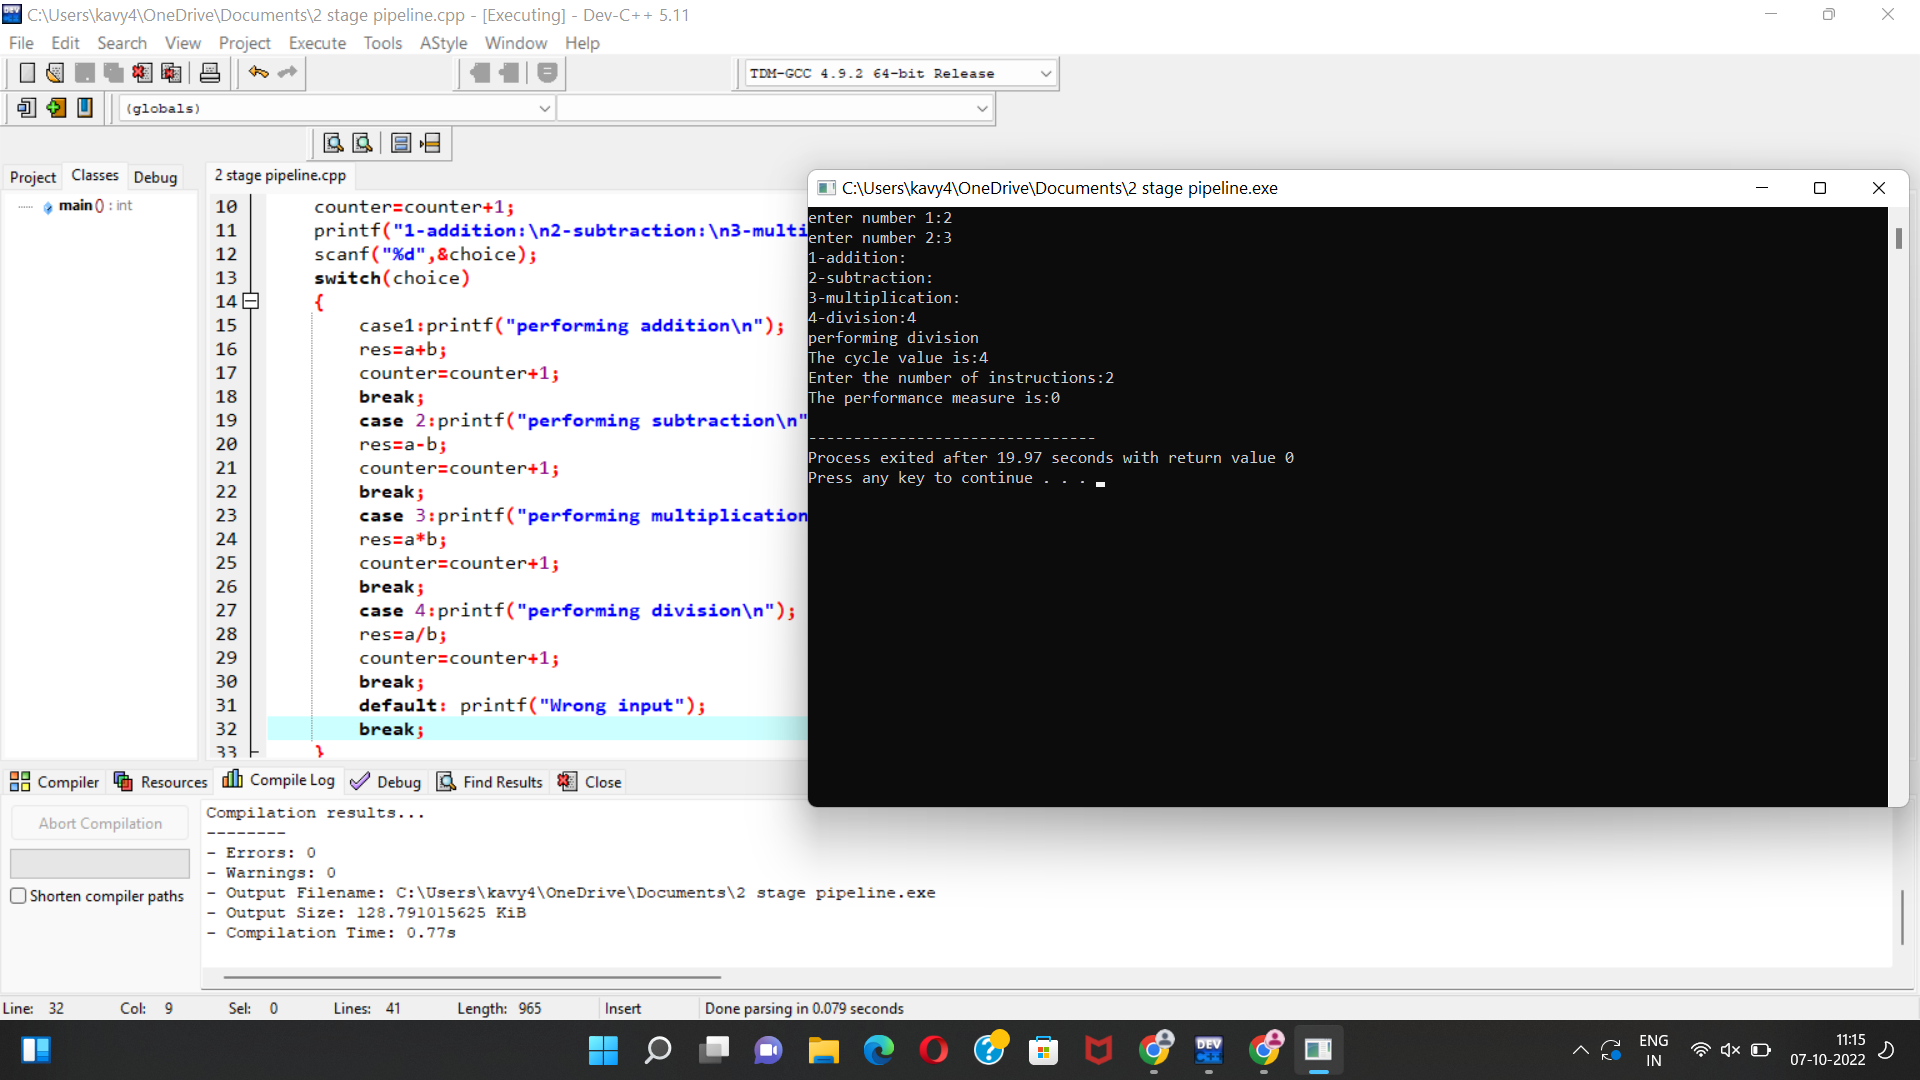 C:\Users\kavy4\OneDrive\Documents\2 stage pipeline.cpp - [Executing] - Dev-C++ 5.11
File Edit Search View Project Execute Tools AStyle Window Help
TDM-GCC 4.9.2 64-bit Release
(globals)
Project Classes Debug
2 stage pipeline.cpp
main () : int
10 counter=counter+1;
11 printf("1-addition:\n2-subtraction:\n3-multi
12 scanf("%d",&choice);
13 switch(choice)
14 {
15 case1:printf("performing addition\n");
16 res=a+b;
17 counter=counter+1;
18 break;
19 case 2:printf("performing subtraction\n"
20 res=a-b;
21 counter=counter+1;
22 break;
23 case 3:printf("performing multiplication
24 res=a*b;
25 counter=counter+1;
26 break;
27 case 4:printf("performing division\n");
28 res=a/b;
29 counter=counter+1;
30 break;
31 default: printf("Wrong input");
32 break;
33 }
C:\Users\kavy4\OneDrive\Documents\2 stage pipeline.exe
enter number 1:2
enter number 2:3
1-addition:
2-subtraction:
3-multiplication:
4-division:4
performing division
The cycle value is:4
Enter the number of instructions:2
The performance measure is:0
--------------------------------
Process exited after 19.97 seconds with return value 0
Press any key to continue . . .
Compiler Resources Compile Log Debug Find Results Close
Abort Compilation
Shorten compiler paths
Compilation results...
--------
- Errors: 0
- Warnings: 0
- Output Filename: C:\Users\kavy4\OneDrive\Documents\2 stage pipeline.exe
- Output Size: 128.791015625 KiB
- Compilation Time: 0.77s
Line: 32 Col: 9 Sel: 0 Lines: 41 Length: 965 Insert Done parsing in 0.079 seconds
DEV
C++
ENG
IN
11:15
07-10-2022